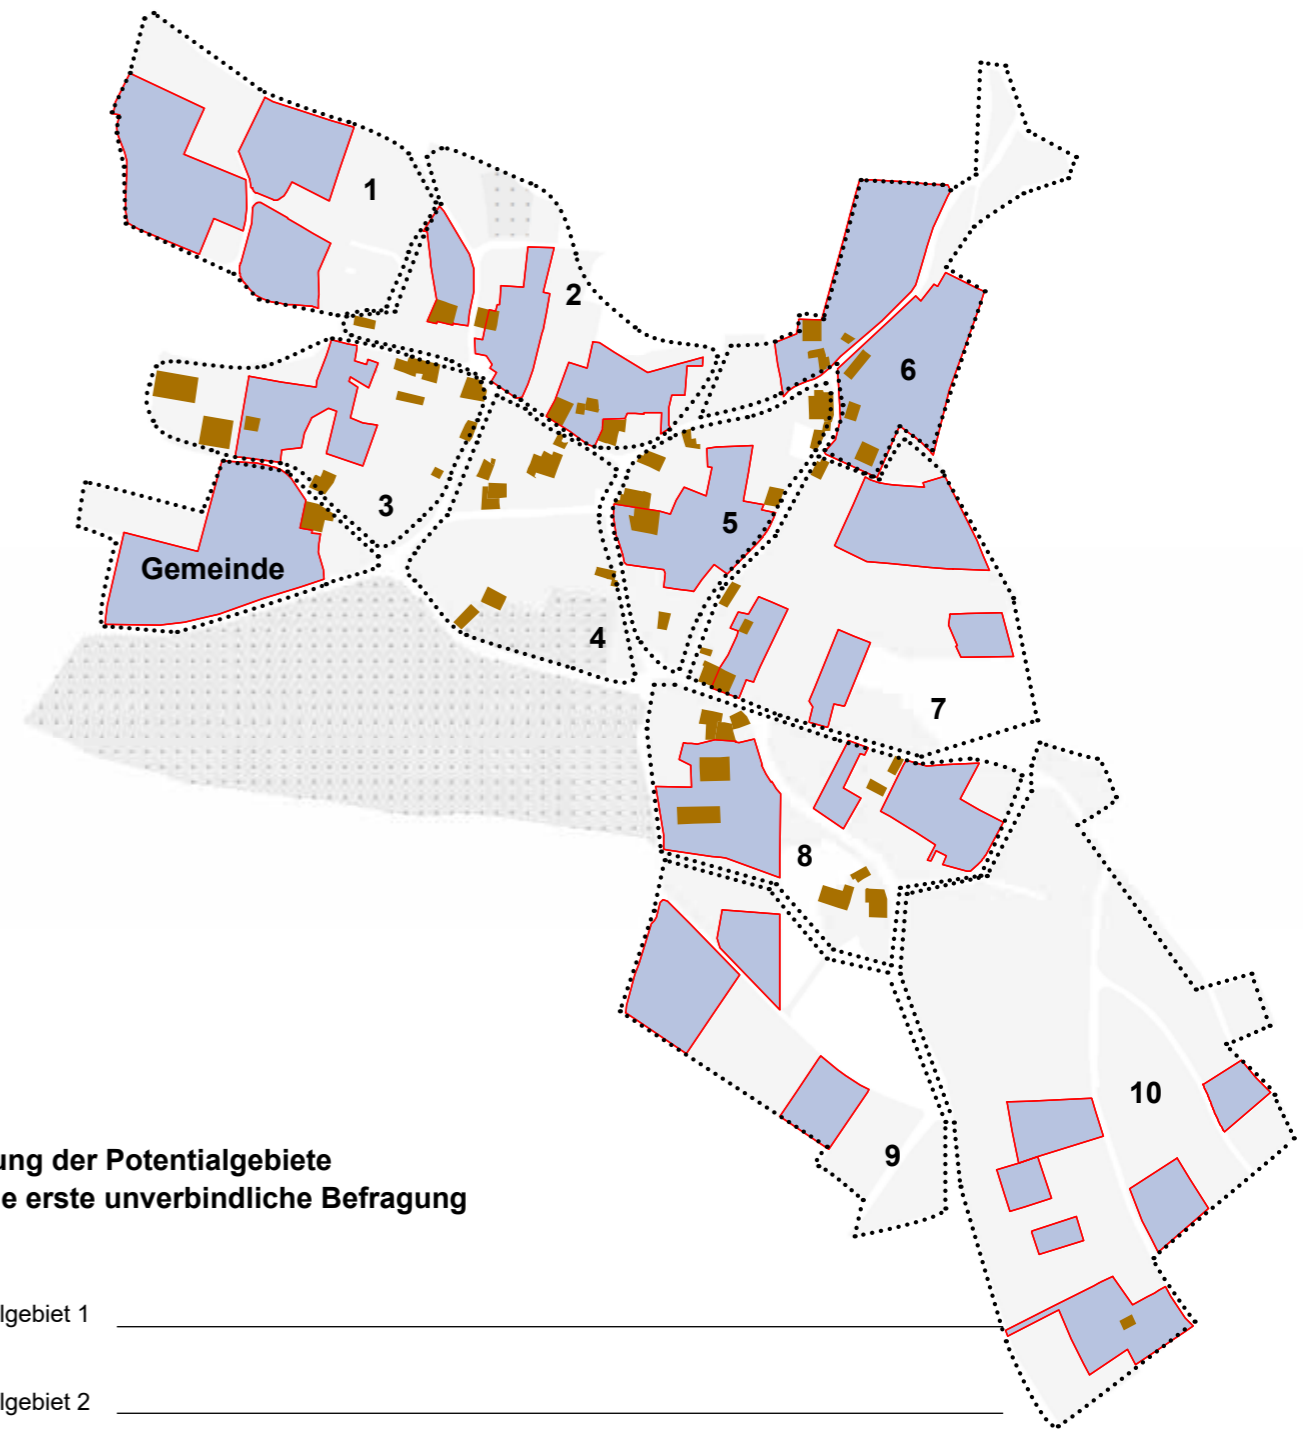 1
2
6
3
5
Gemeinde
4
7
8
10
9
ung der Potentialgebiete
e erste unverbindliche Befragung
lgebiet 1
lgebiet 2